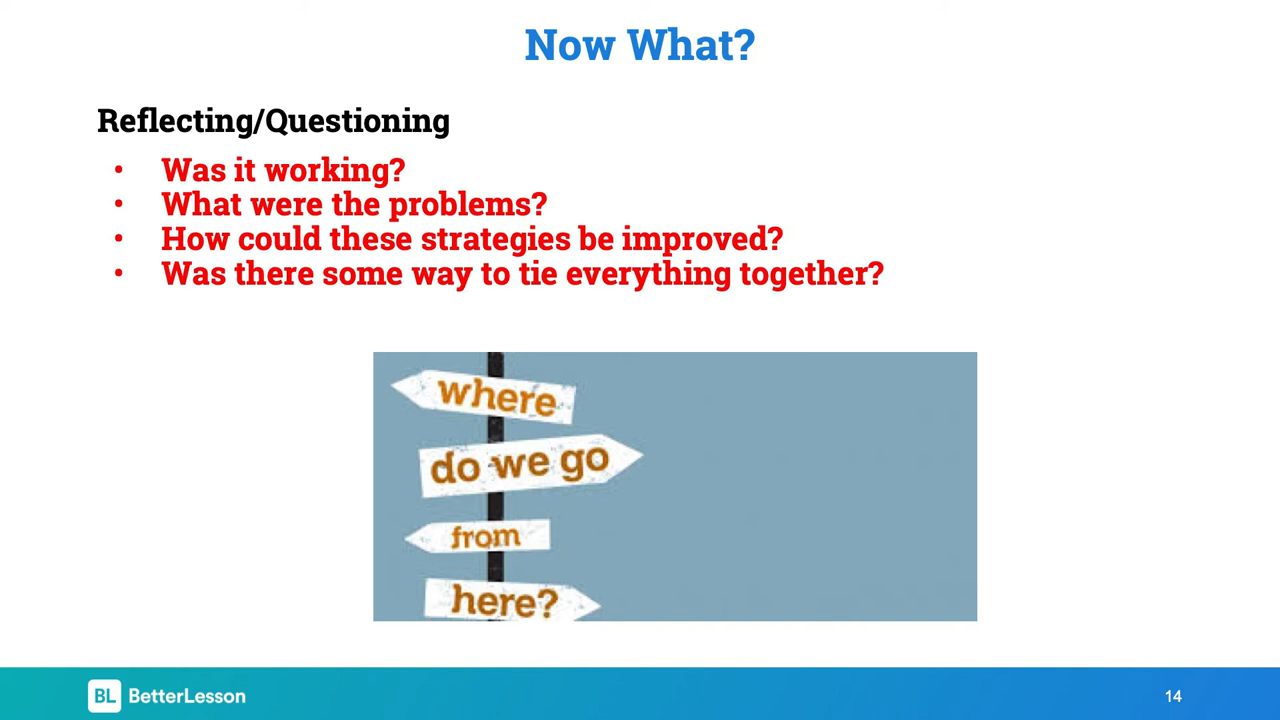 Now What?
Reflecting/Questioning
• Was it working?
• What were the problems?
• How could these strategies be improved?
• Was there some way to tie everything together?
where
do we go
from
here?
BL BetterLesson
14